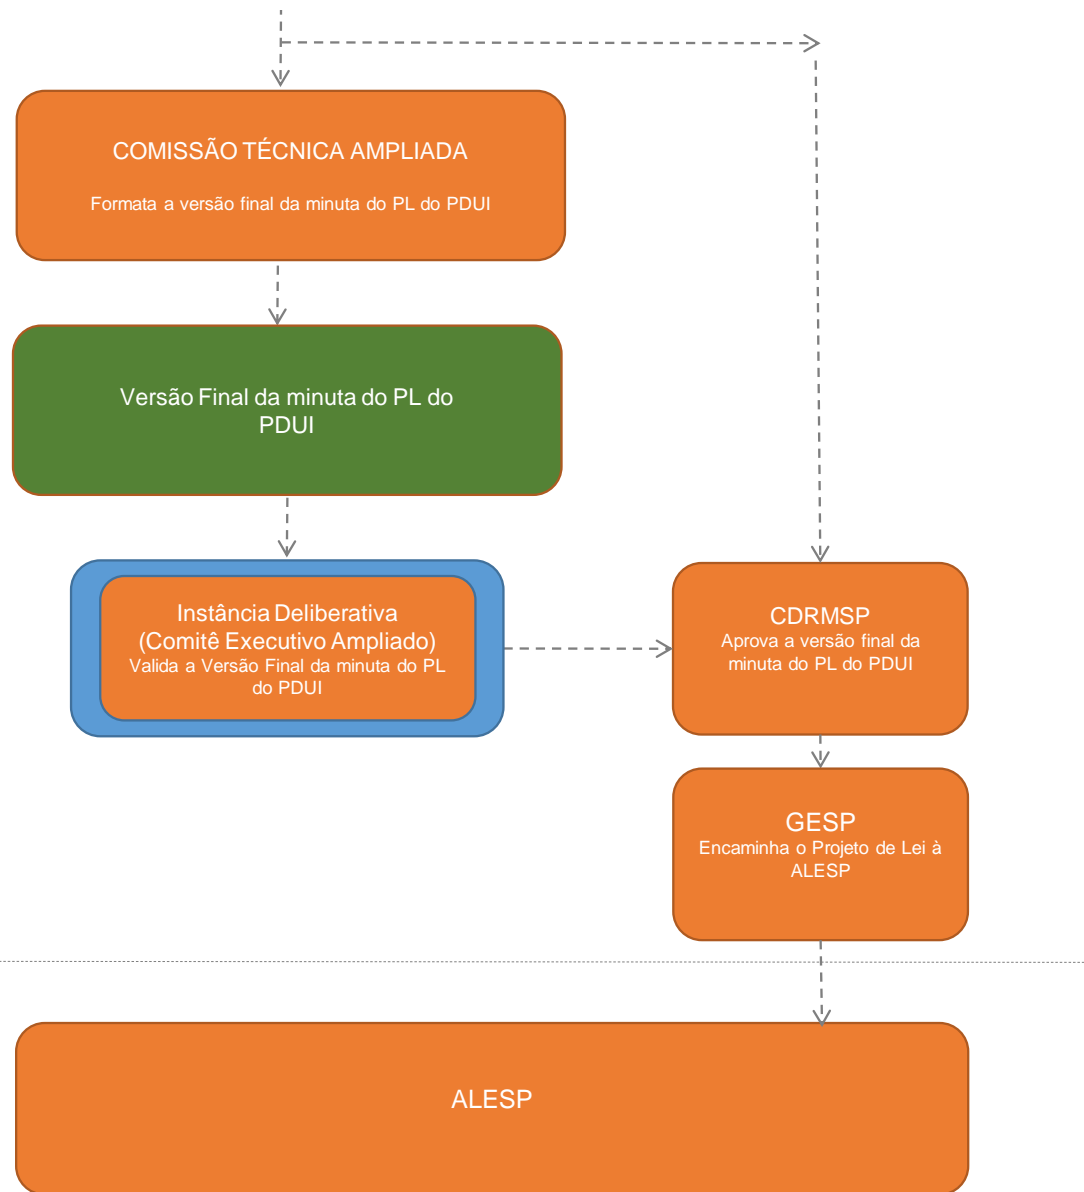 COMISSÃO TÉCNICA AMPLIADA
Formata a versão final da minuta do PL do PDUI
Versão Final da minuta do PL do
PDUI
Instância Deliberativa
(Comitê Executivo Ampliado)
Valida a Versão Final da minuta do PL
do PDUI
CDRMSP
Aprova a versão final da
minuta do PL do PDUI
GESP
Encaminha o Projeto de Lei à
ALESP
ALESP